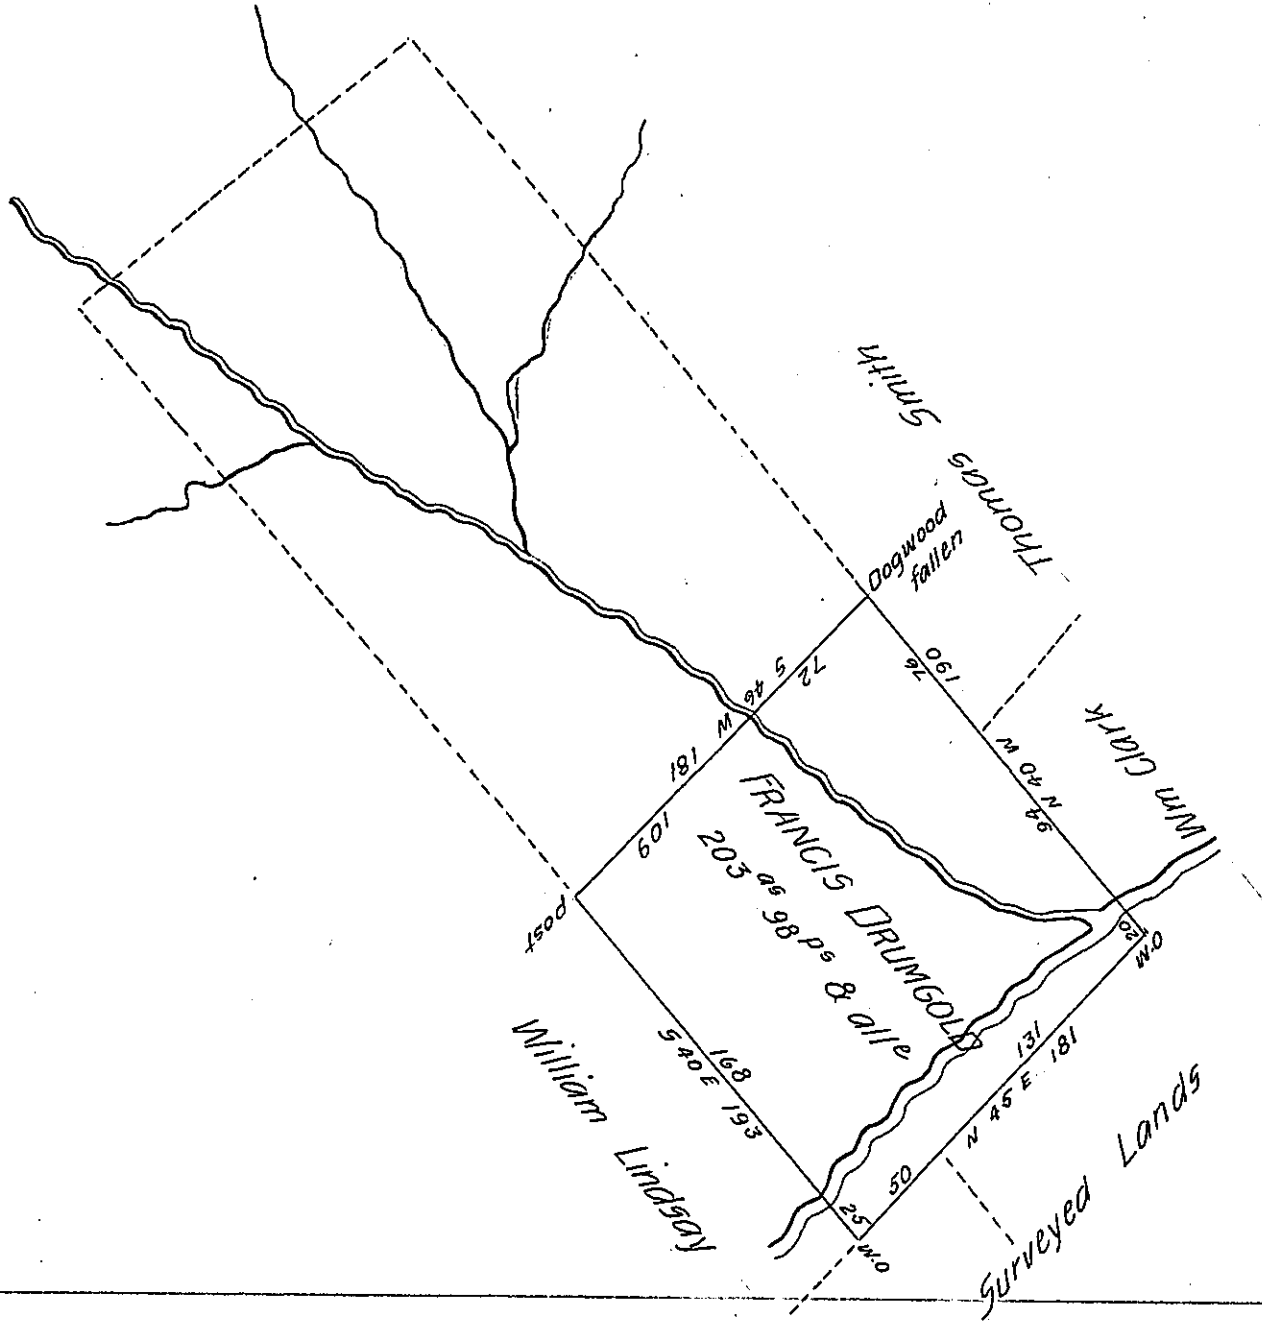 Thomas Smith
Dogwood
fallen
S 46 W 181
72
109
190
76
N 40 W
94
Wm Clark
FRANCIS DRUMGOLD
203 as 98 ps & alle
post
William Lindsay
168
S 40 E 193
25
W.O
20
W.O
131
50
N 45 E 181
Surveyed Lands